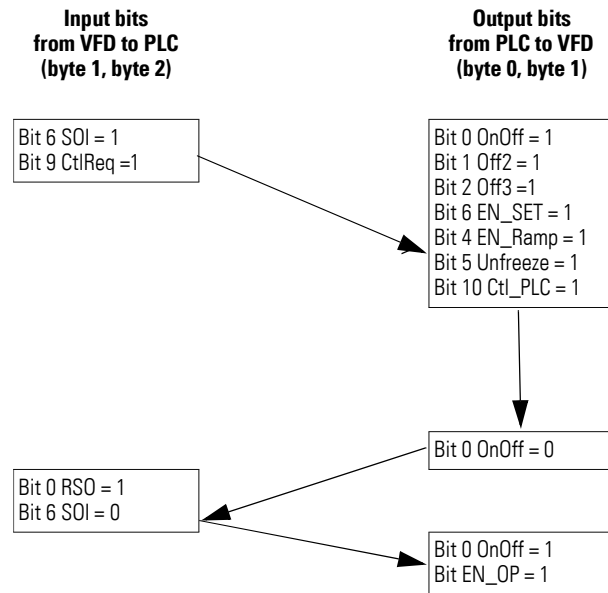 Input bits
from VFD to PLC
(byte 1, byte 2)
Output bits
from PLC to VFD
(byte 0, byte 1)
Bit 6 SOI = 1
Bit 9 CtlReq =1
Bit 0 OnOff = 1
Bit 1 Off2 = 1
Bit 2 Off3 =1
Bit 6 EN_SET = 1
Bit 4 EN_Ramp = 1
Bit 5 Unfreeze = 1
Bit 10 Ctl_PLC = 1
Bit 0 OnOff = 0
Bit 0 RSO = 1
Bit 6 SOI = 0
Bit 0 OnOff = 1
Bit EN_OP = 1